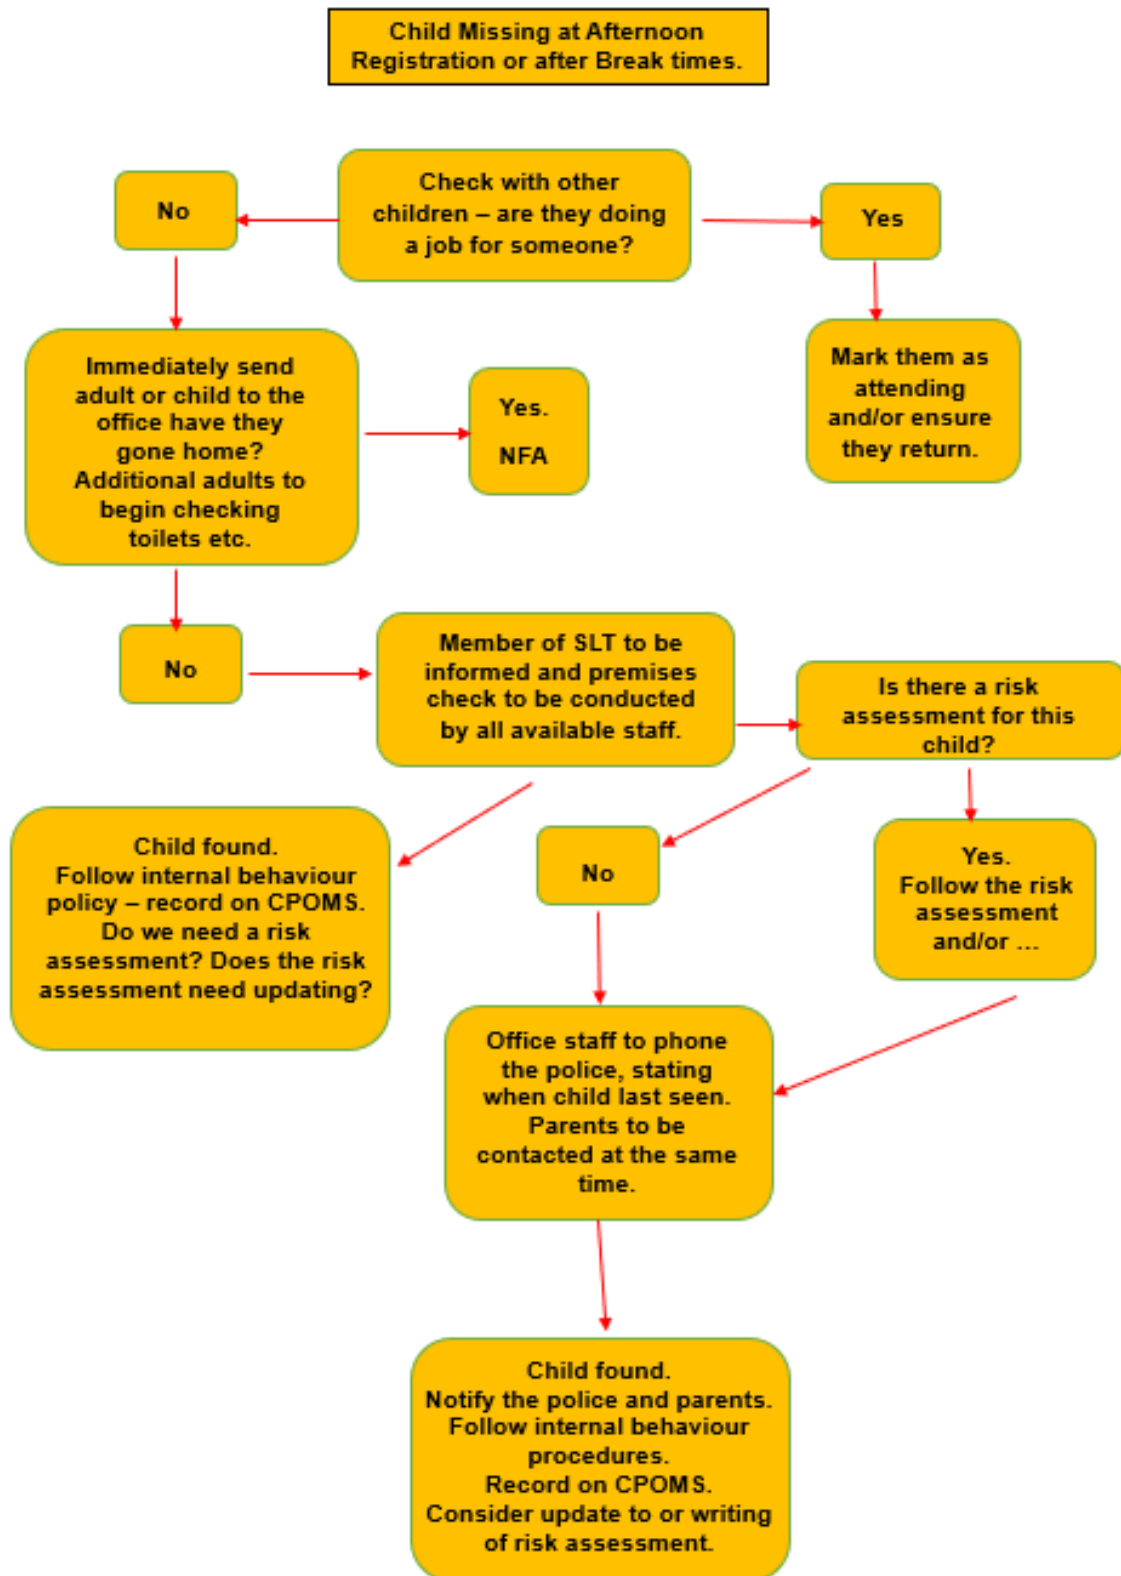 Child Missing at Afternoon
Registration or after Break times.
No
Check with other
children – are they doing
a job for someone?
Yes
Immediately send
adult or child to the
office have they
gone home?
Additional adults to
begin checking
toilets etc.
Yes.
NFA
Mark them as
attending
and/or ensure
they return.
No
Member of SLT to be
informed and premises
check to be conducted
by all available staff.
Is there a risk
assessment for this
child?
Child found.
Follow internal behaviour
policy – record on CPOMS.
Do we need a risk
assessment? Does the risk
assessment need updating?
No
Yes.
Follow the risk
assessment
and/or …
Office staff to phone
the police, stating
when child last seen.
Parents to be
contacted at the same
time.
Child found.
Notify the police and parents.
Follow internal behaviour
procedures.
Record on CPOMS.
Consider update to or writing
of risk assessment.